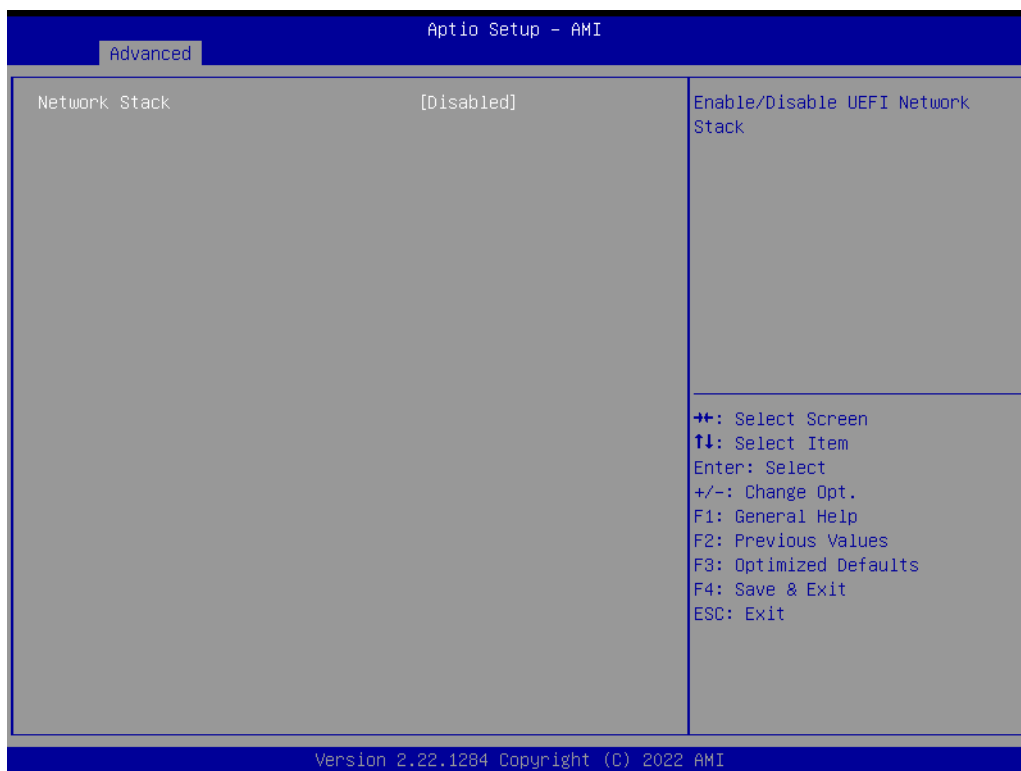 Aptio Setup – AMI
Advanced
Network Stack [Disabled]
Enable/Disable UEFI Network
Stack
→←: Select Screen
↑↓: Select Item
Enter: Select
+/-: Change Opt.
F1: General Help
F2: Previous Values
F3: Optimized Defaults
F4: Save & Exit
ESC: Exit
Version 2.22.1284 Copyright (C) 2022 AMI